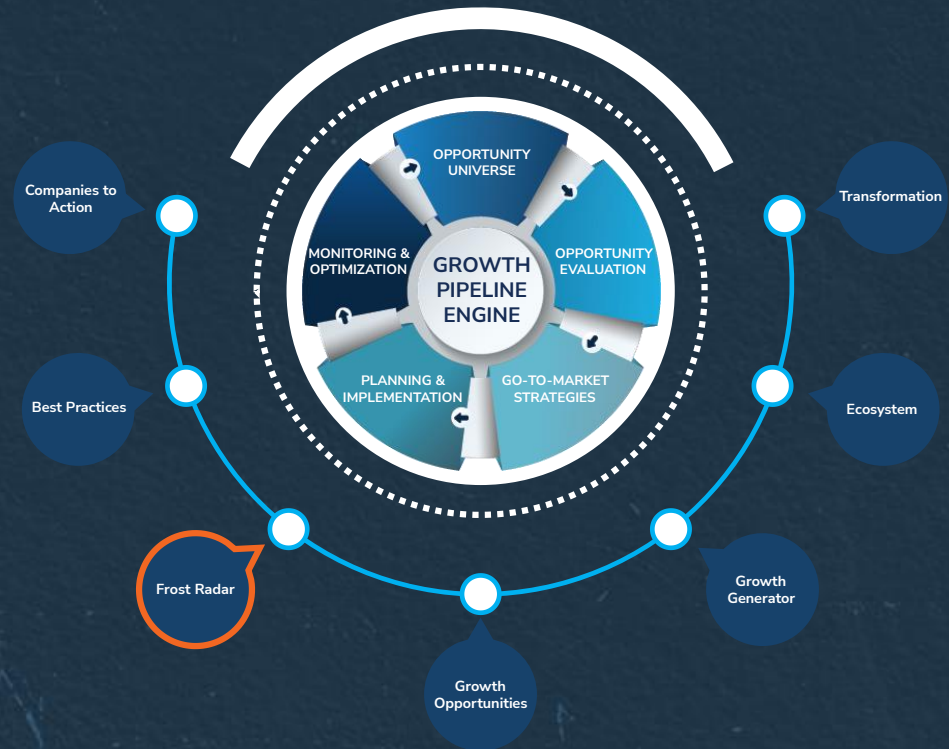 OPPORTUNITY
UNIVERSE
OPPORTUNITY
EVALUATION
GO-TO-MARKET
STRATEGIES
PLANNING &
IMPLEMENTATION
MONITORING &
OPTIMIZATION
GROWTH
PIPELINE
ENGINE
Companies to
Action
Best Practices
Frost Radar
Growth
Opportunities
Growth
Generator
Ecosystem
Transformation